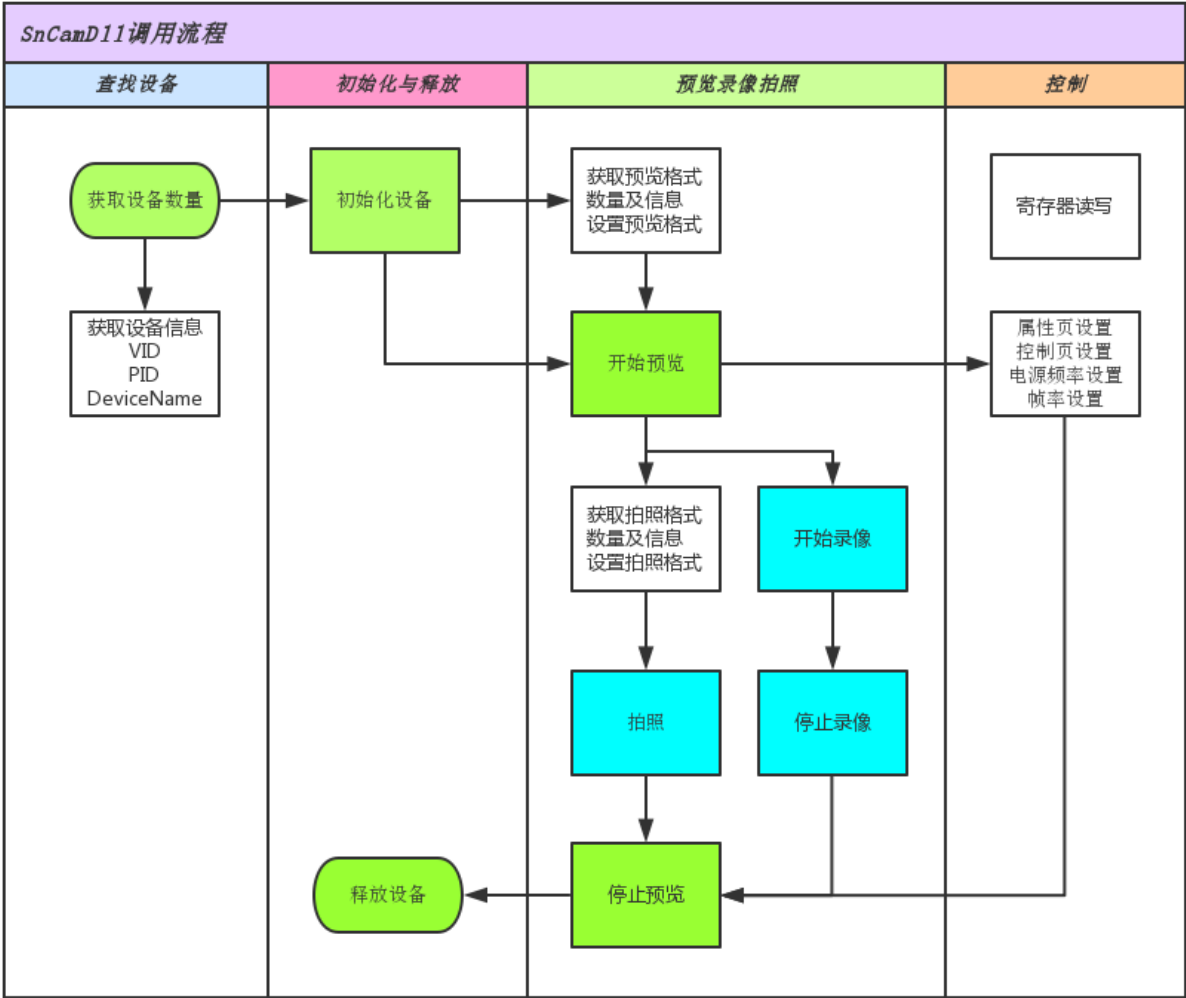 SnCamDll调用流程
查找设备
初始化与释放
预览录像拍照
控制
获取设备数量
初始化设备
获取预览格式
数量及信息
设置预览格式
寄存器读写
获取设备信息
VID
PID
DeviceName
开始预览
属性页设置
控制页设置
电源频率设置
帧率设置
获取拍照格式
数量及信息
设置拍照格式
开始录像
拍照
停止录像
释放设备
停止预览